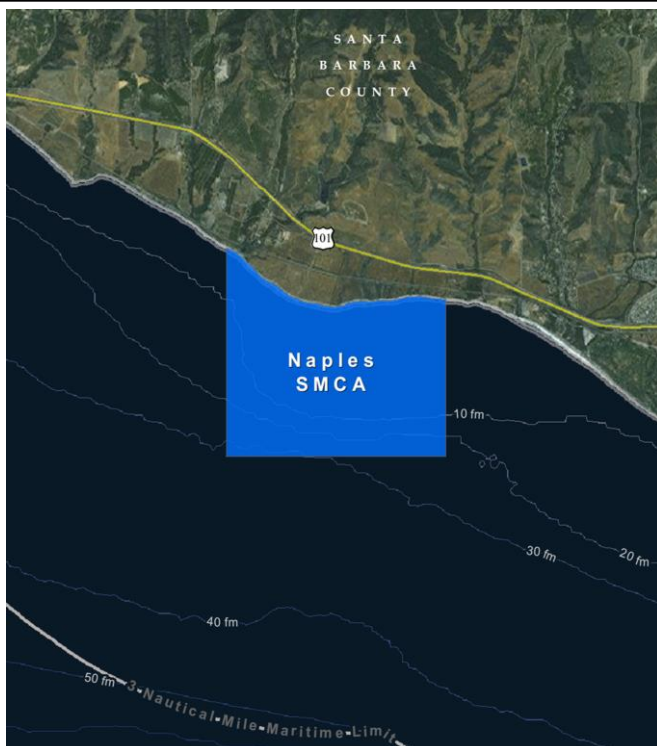 SANTA
BARBARA
COUNTY
101
Naples
SMCA
10 fm
20 fm
30 fm
40 fm
50 fm
3 Nautical Mile Maritime Limit